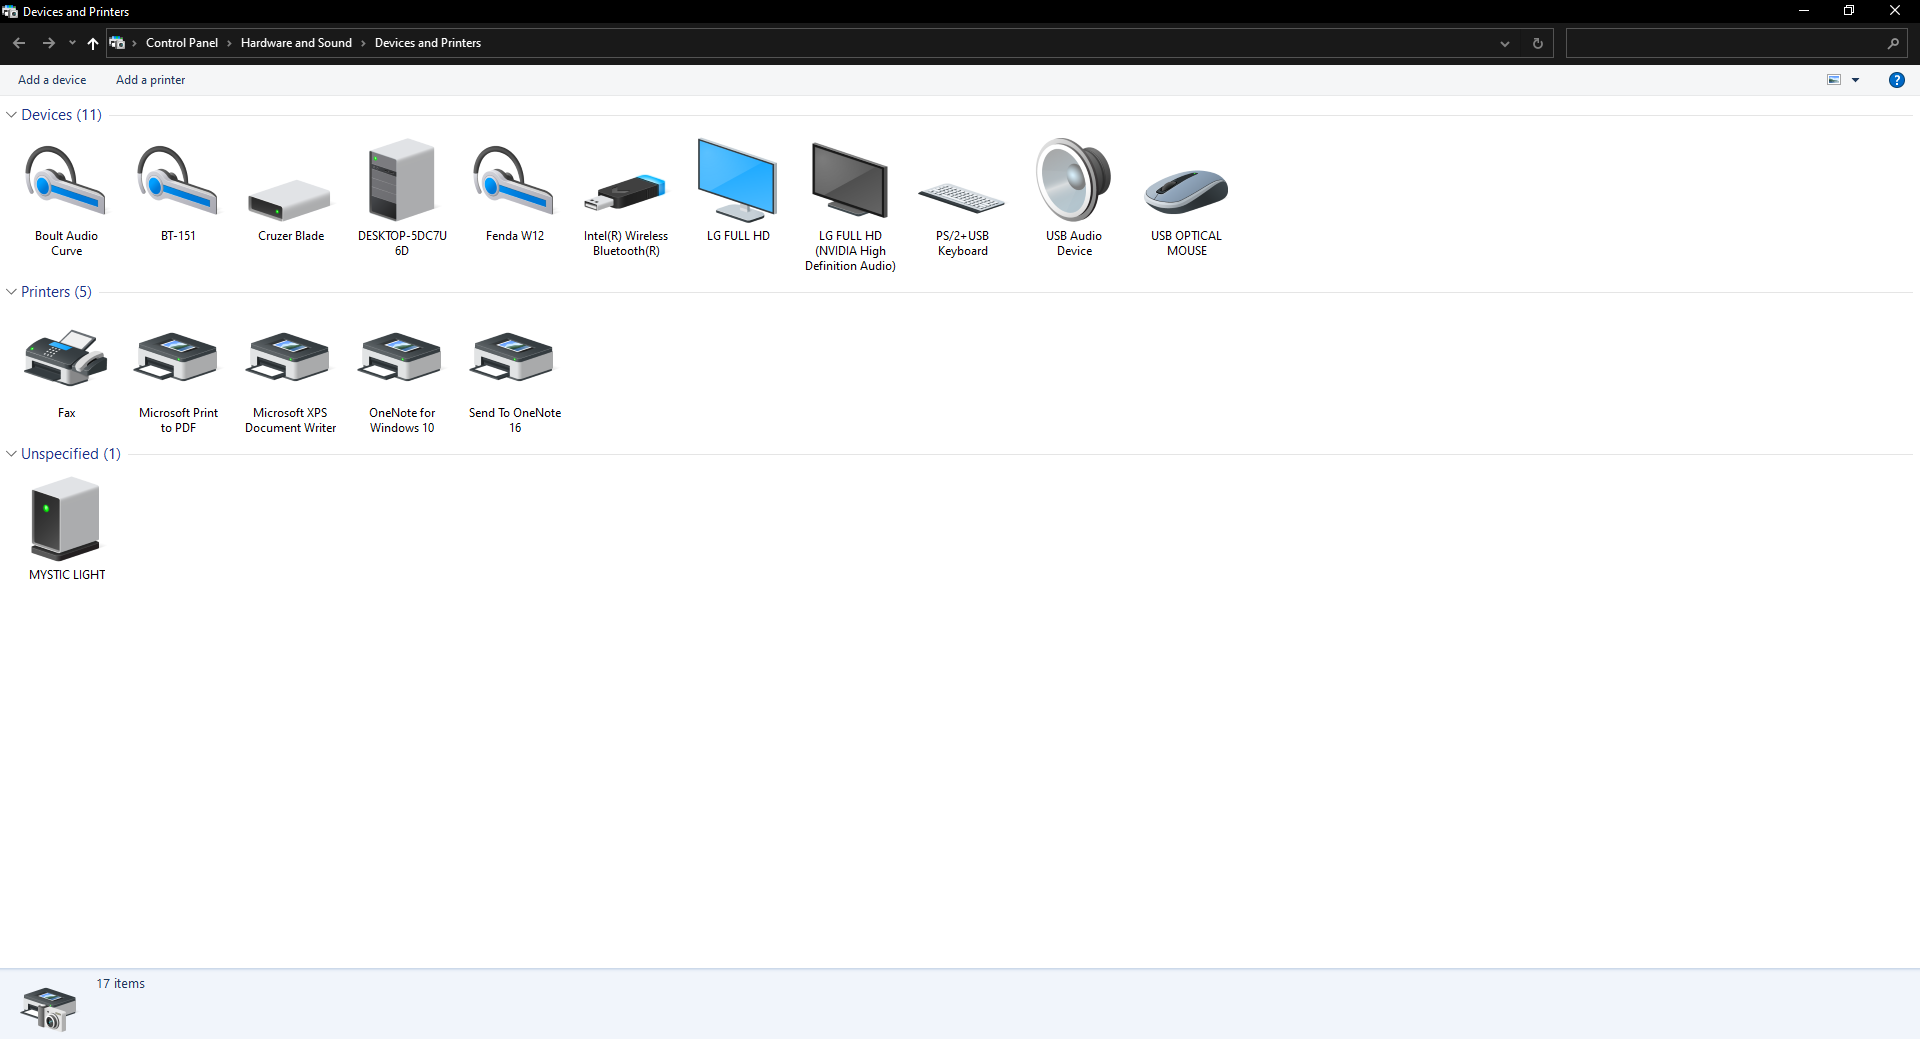 Devices and Printers
Control Panel > Hardware and Sound > Devices and Printers
Add a device Add a printer
Devices (11)
Boult Audio
Curve
BT-151
Cruzer Blade
DESKTOP-5DC7U
6D
Fenda W12
Intel(R) Wireless
Bluetooth(R)
LG FULL HD
LG FULL HD
(NVIDIA High
Definition Audio)
PS/2+USB
Keyboard
USB Audio
Device
USB OPTICAL
MOUSE
Printers (5)
Fax
Microsoft Print
to PDF
Microsoft XPS
Document Writer
OneNote for
Windows 10
Send To OneNote
16
Unspecified (1)
MYSTIC LIGHT
17 items